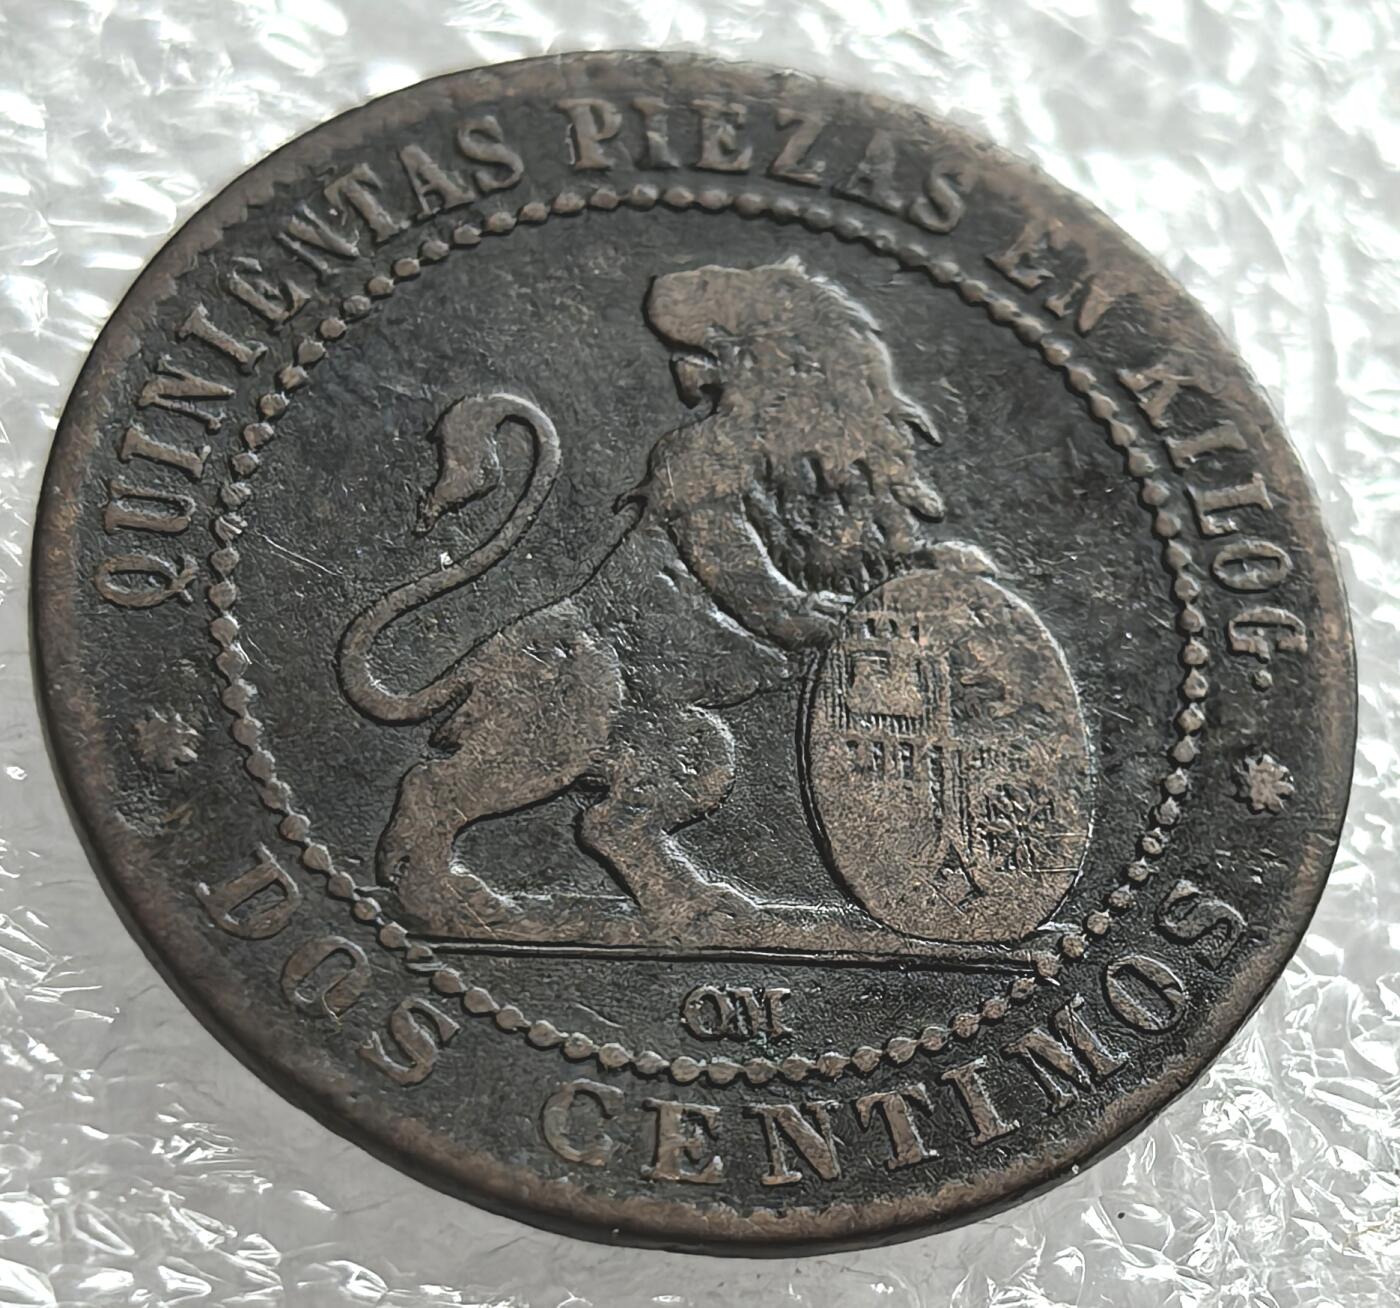 QUINIENTAS PIEZAS EN KILOG.
OM
DOS CENTIMOS